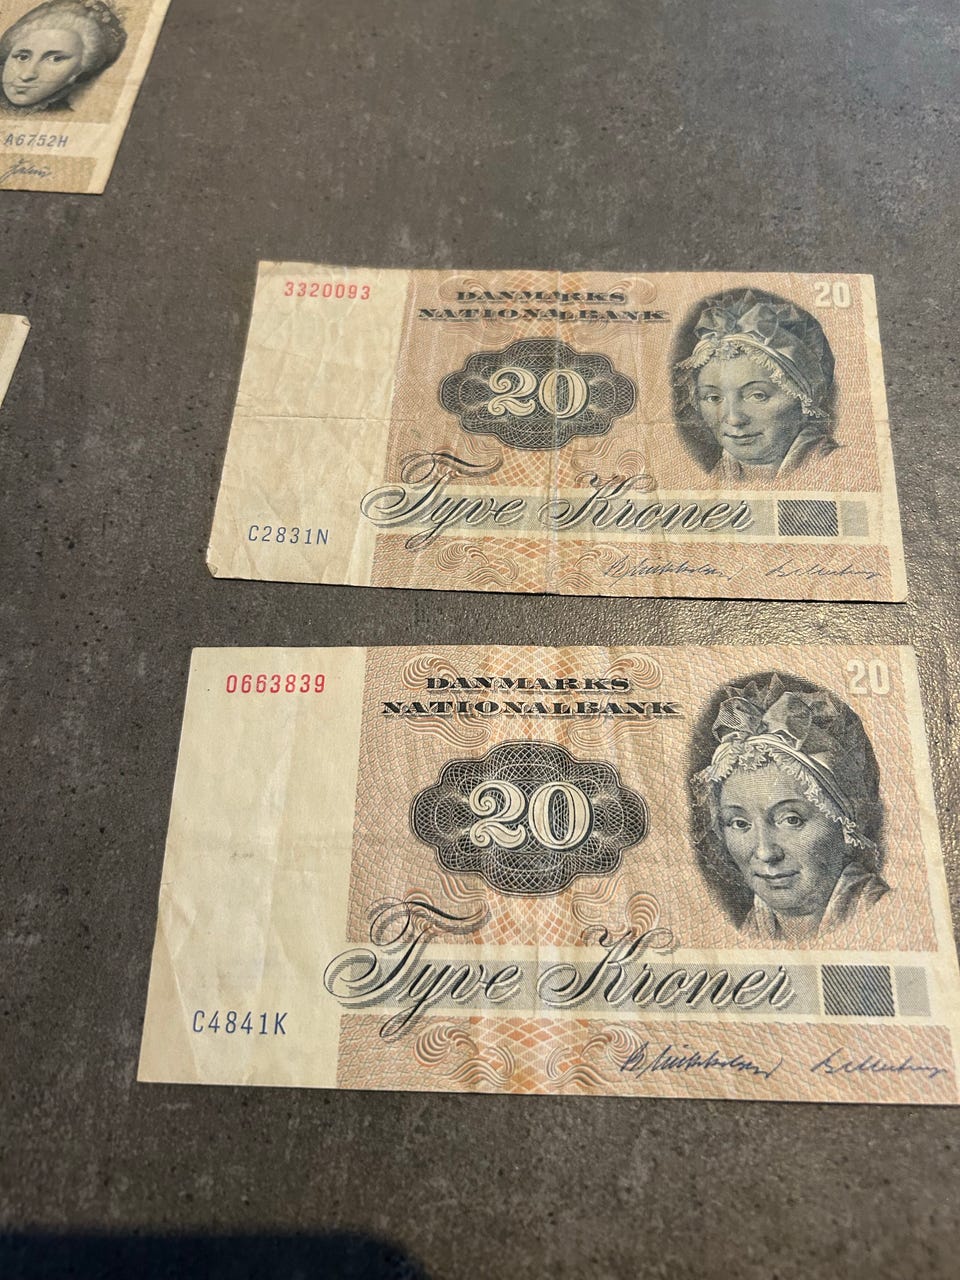 A6752H
3320093
DANMARKS
NATIONALBANK
20
20
Tyve Kroner
C2831N
0663839
DANMARKS
NATIONALBANK
20
20
Tyve Kroner
C4841K